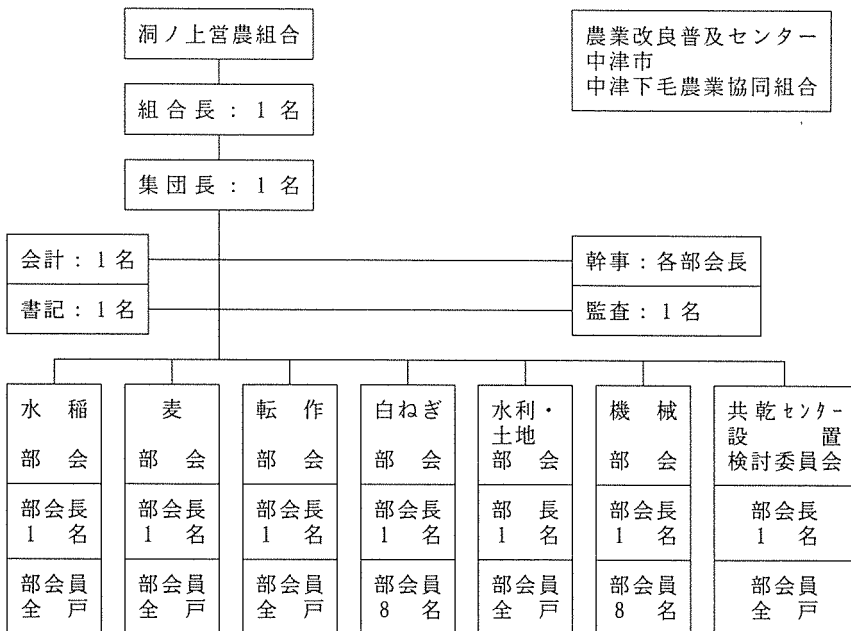 洞ノ上営農組合
組合長：1名
集団長：1名
農業改良普及センター
中津市
中津下毛農業協同組合
会計：1名
書記：1名
幹事：各部会長
監査：1名
水稲
部会
部会長
1名
部会員
全戸
麦
部会
部会長
1名
部会員
全戸
転作
部会
部会長
1名
部会員
全戸
白ねぎ
部会
部会長
1名
部会員
8名
水利・
土地
部会
部長
1名
部会員
全戸
機械
部会
部会長
1名
部会員
8名
共乾センター
設置
検討委員会
部会長
1名
部会員
全戸